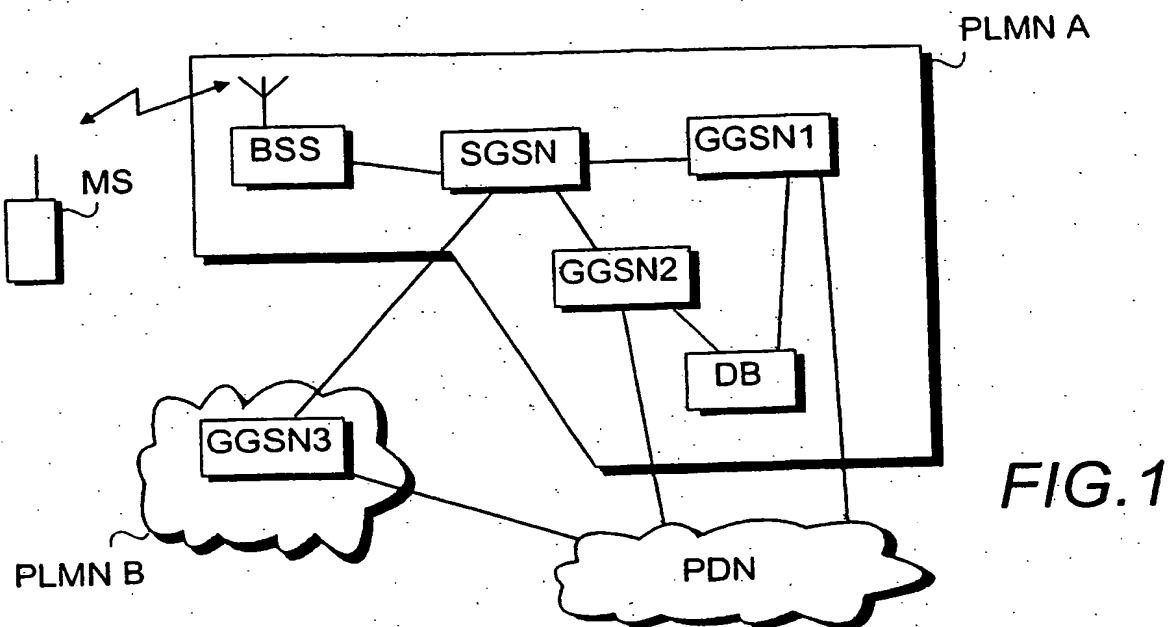 PLMN A
BSS
SGSN
GGSN1
MS
GGSN2
DB
GGSN3
FIG.1
PDN
PLMN B